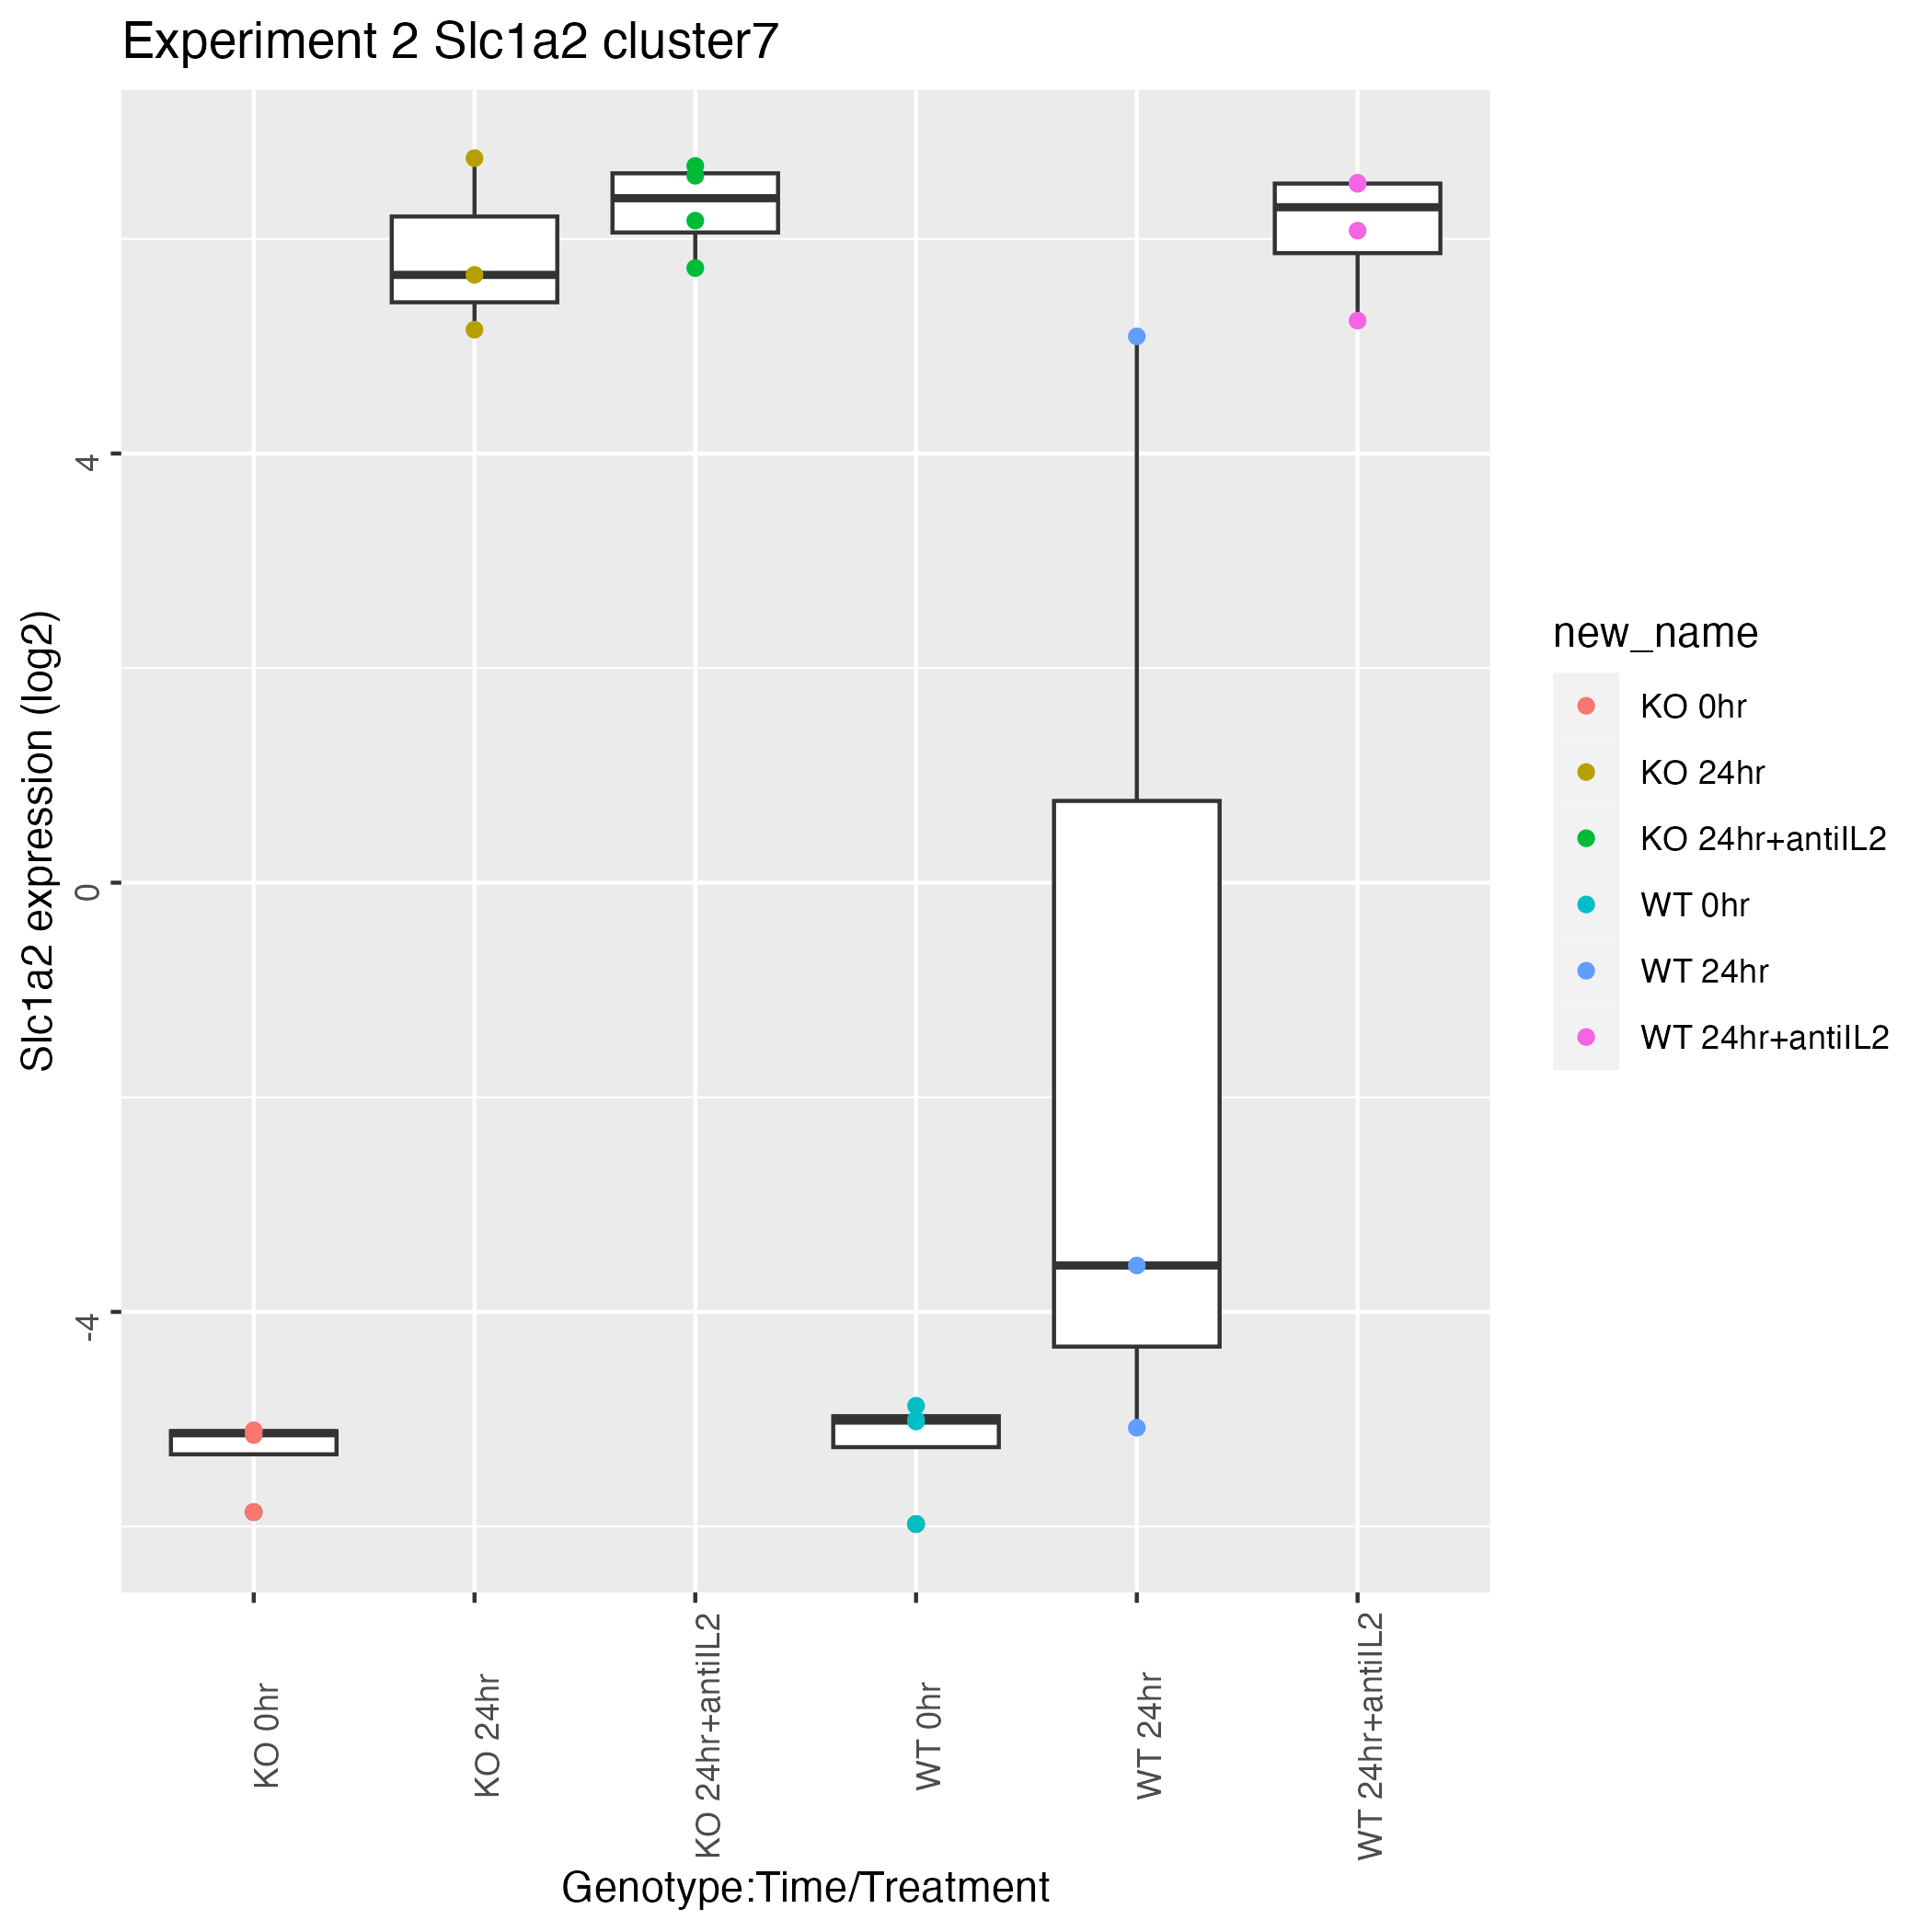 Experiment 2 Slc1a2 cluster7
Slc1a2 expression (log2)
4
0
-4
KO 0hr
KO 24hr
KO 24hr+antiIL2
WT 0hr
WT 24hr
WT 24hr+antiIL2
Genotype:Time/Treatment
new_name
KO 0hr
KO 24hr
KO 24hr+antiIL2
WT 0hr
WT 24hr
WT 24hr+antiIL2